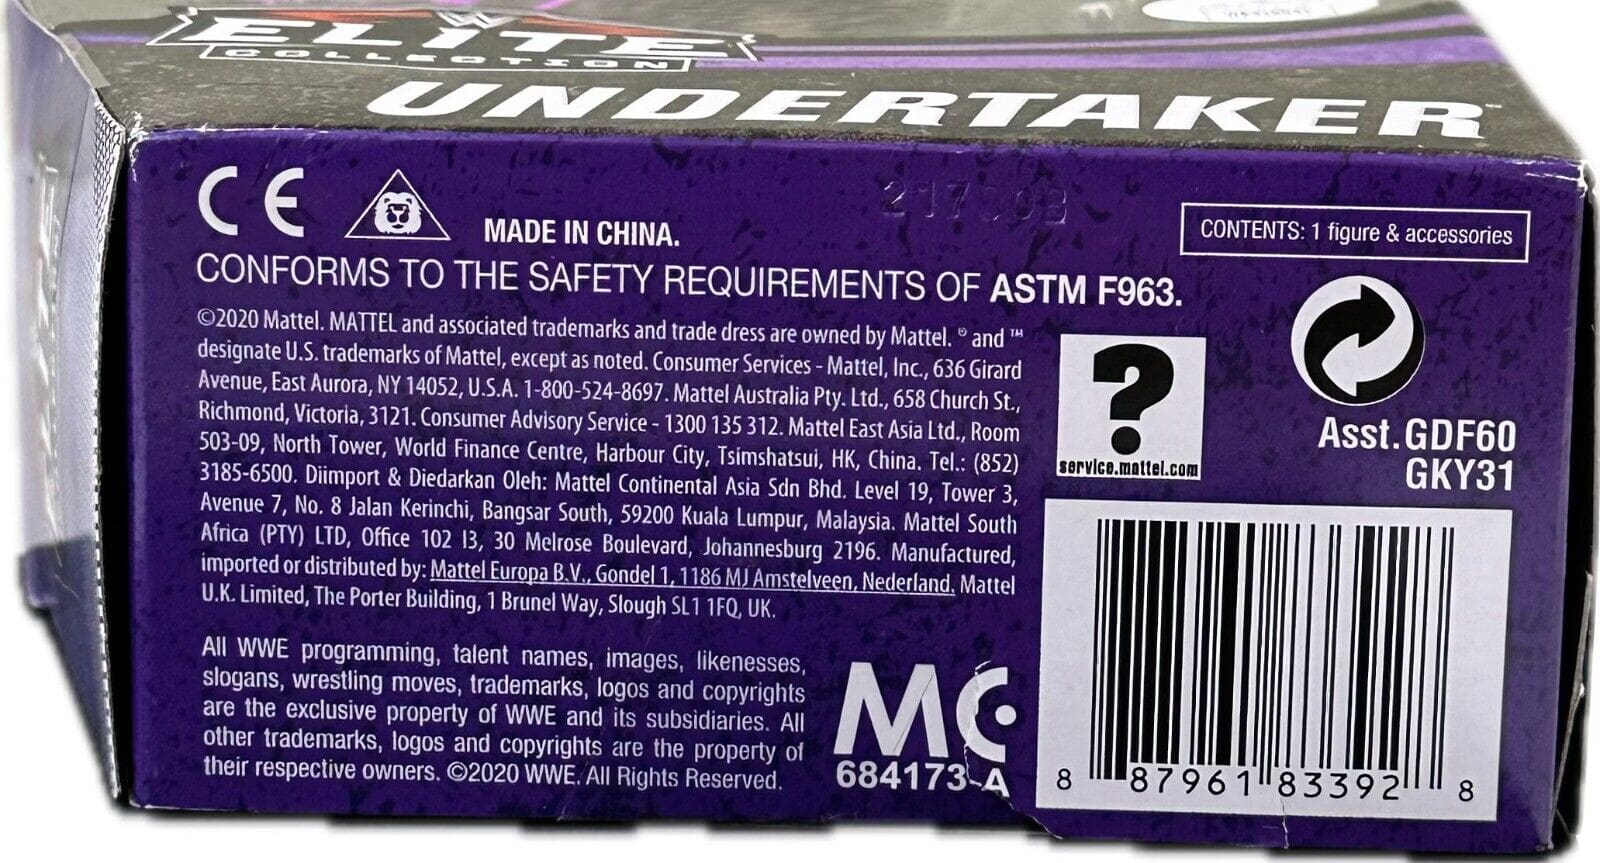 W
ELITE
COLLECTION
UNDERTAKER™
CE
MADE IN CHINA.
CONTENTS: 1 figure & accessories
CONFORMS TO THE SAFETY REQUIREMENTS OF ASTM F963.
©2020 Mattel. MATTEL and associated trademarks and trade dress are owned by Mattel. ® and ™
designate U.S. trademarks of Mattel, except as noted. Consumer Services - Mattel, Inc., 636 Girard
Avenue, East Aurora, NY 14052, U.S.A. 1-800-524-8697. Mattel Australia Pty. Ltd., 658 Church St.,
Richmond, Victoria, 3121. Consumer Advisory Service - 1300 135 312. Mattel East Asia Ltd., Room
503-09, North Tower, World Finance Centre, Harbour City, Tsimshatsui, HK, China. Tel.: (852)
3185-6500. Diimport & Diedarkan Oleh: Mattel Continental Asia Sdn Bhd. Level 19, Tower 3,
Avenue 7, No. 8 Jalan Kerinchi, Bangsar South, 59200 Kuala Lumpur, Malaysia. Mattel South
Africa (PTY) LTD, Office 102 I3, 30 Melrose Boulevard, Johannesburg 2196. Manufactured,
imported or distributed by: Mattel Europa B.V., Gondel 1, 1186 MJ Amstelveen, Nederland. Mattel
U.K. Limited, The Porter Building, 1 Brunel Way, Slough SL1 1FQ, UK.
?
service.mattel.com
Asst.GDF60
GKY31
All WWE programming, talent names, images, likenesses,
slogans, wrestling moves, trademarks, logos and copyrights
are the exclusive property of WWE and its subsidiaries. All
other trademarks, logos and copyrights are the property of
their respective owners. ©2020 WWE. All Rights Reserved.
MC
684173-A
8 87961 83392 8